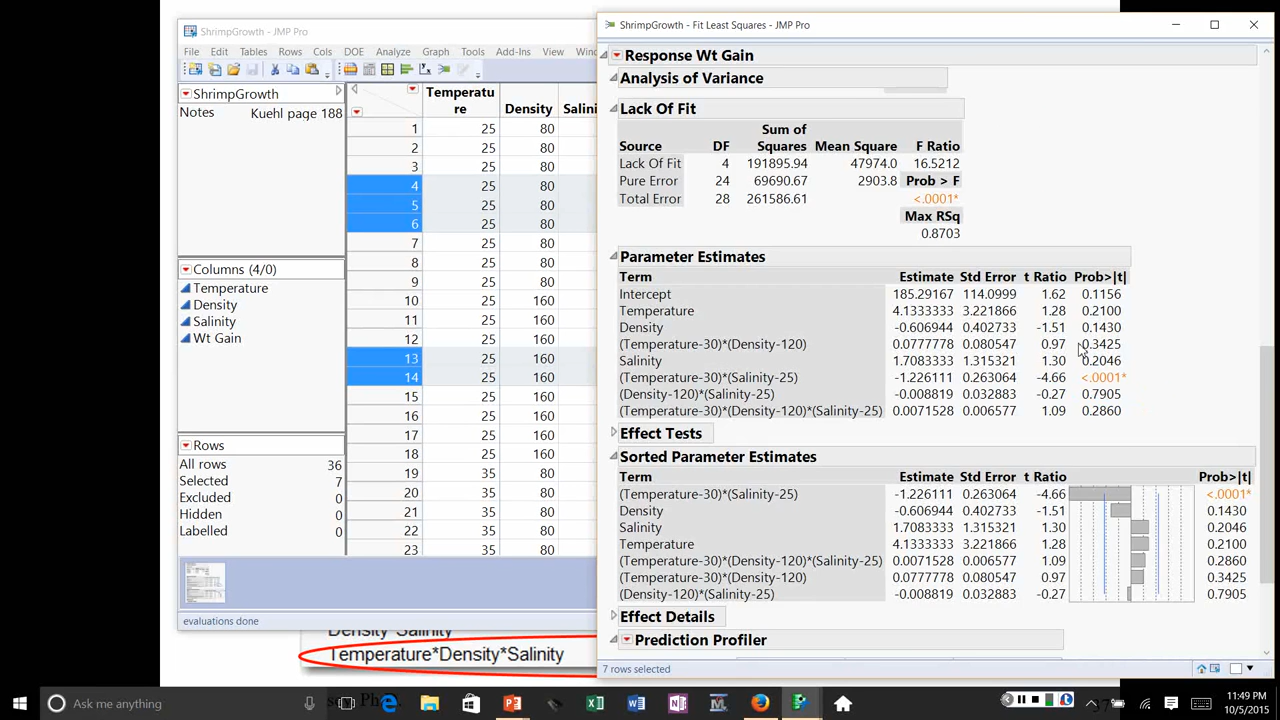 ShrimpGrowth - JMP Pro
File Edit Tables Rows Cols DOE Analyze Graph Tools Add-Ins View
ShrimpGrowth
Notes Kuehl page 188
Columns (4/0)
Temperature
Density
Salinity
Wt Gain
Rows
All rows 36
Selected 7
Excluded 0
Hidden 0
Labelled 0
Temperatu
re Density
1 25 80
2 25 80
3 25 80
4 25 80
5 25 80
6 25 80
7 25 80
8 25 80
9 25 80
10 25 160
11 25 160
12 25 160
13 25 160
14 25 160
15 25 160
16 25 160
17 25 160
18 25 160
19 35 80
20 35 80
21 35 80
22 35 80
23 35 80
evaluations done
Density*Salinity
Temperature*Density*Salinity
ShrimpGrowth - Fit Least Squares - JMP Pro
Response Wt Gain
Analysis of Variance
Lack Of Fit
Sum of
Source DF Squares Mean Square F Ratio
Lack Of Fit 4 191895.94 47974.0 16.5212
Pure Error 24 69690.67 2903.8 Prob > F
Total Error 28 261586.61 <.0001*
Max RSq
0.8703
Parameter Estimates
Term Estimate Std Error t Ratio Prob>|t|
Intercept 185.29167 114.0999 1.62 0.1156
Temperature 4.1333333 3.221866 1.28 0.2100
Density -0.606944 0.402733 -1.51 0.1430
(Temperature-30)*(Density-120) 0.0777778 0.080547 0.97 0.3425
Salinity 1.7083333 1.315321 1.30 0.2046
(Temperature-30)*(Salinity-25) -1.226111 0.263064 -4.66 <.0001*
(Density-120)*(Salinity-25) -0.008819 0.032883 -0.27 0.7905
(Temperature-30)*(Density-120)*(Salinity-25) 0.0071528 0.006577 1.09 0.2860
Effect Tests
Sorted Parameter Estimates
Term Estimate Std Error t Ratio Prob>|t|
(Temperature-30)*(Salinity-25) -1.226111 0.263064 -4.66 <.0001*
Density -0.606944 0.402733 -1.51 0.1430
Salinity 1.7083333 1.315321 1.30 0.2046
Temperature 4.1333333 3.221866 1.28 0.2100
(Temperature-30)*(Density-120)*(Salinity-25) 0.0071528 0.006577 1.09 0.2860
(Temperature-30)*(Density-120) 0.0777778 0.080547 0.97 0.3425
(Density-120)*(Salinity-25) -0.008819 0.032883 -0.27 0.7905
Effect Details
Prediction Profiler
7 rows selected
Ask me anything
11:49 PM
10/5/2015